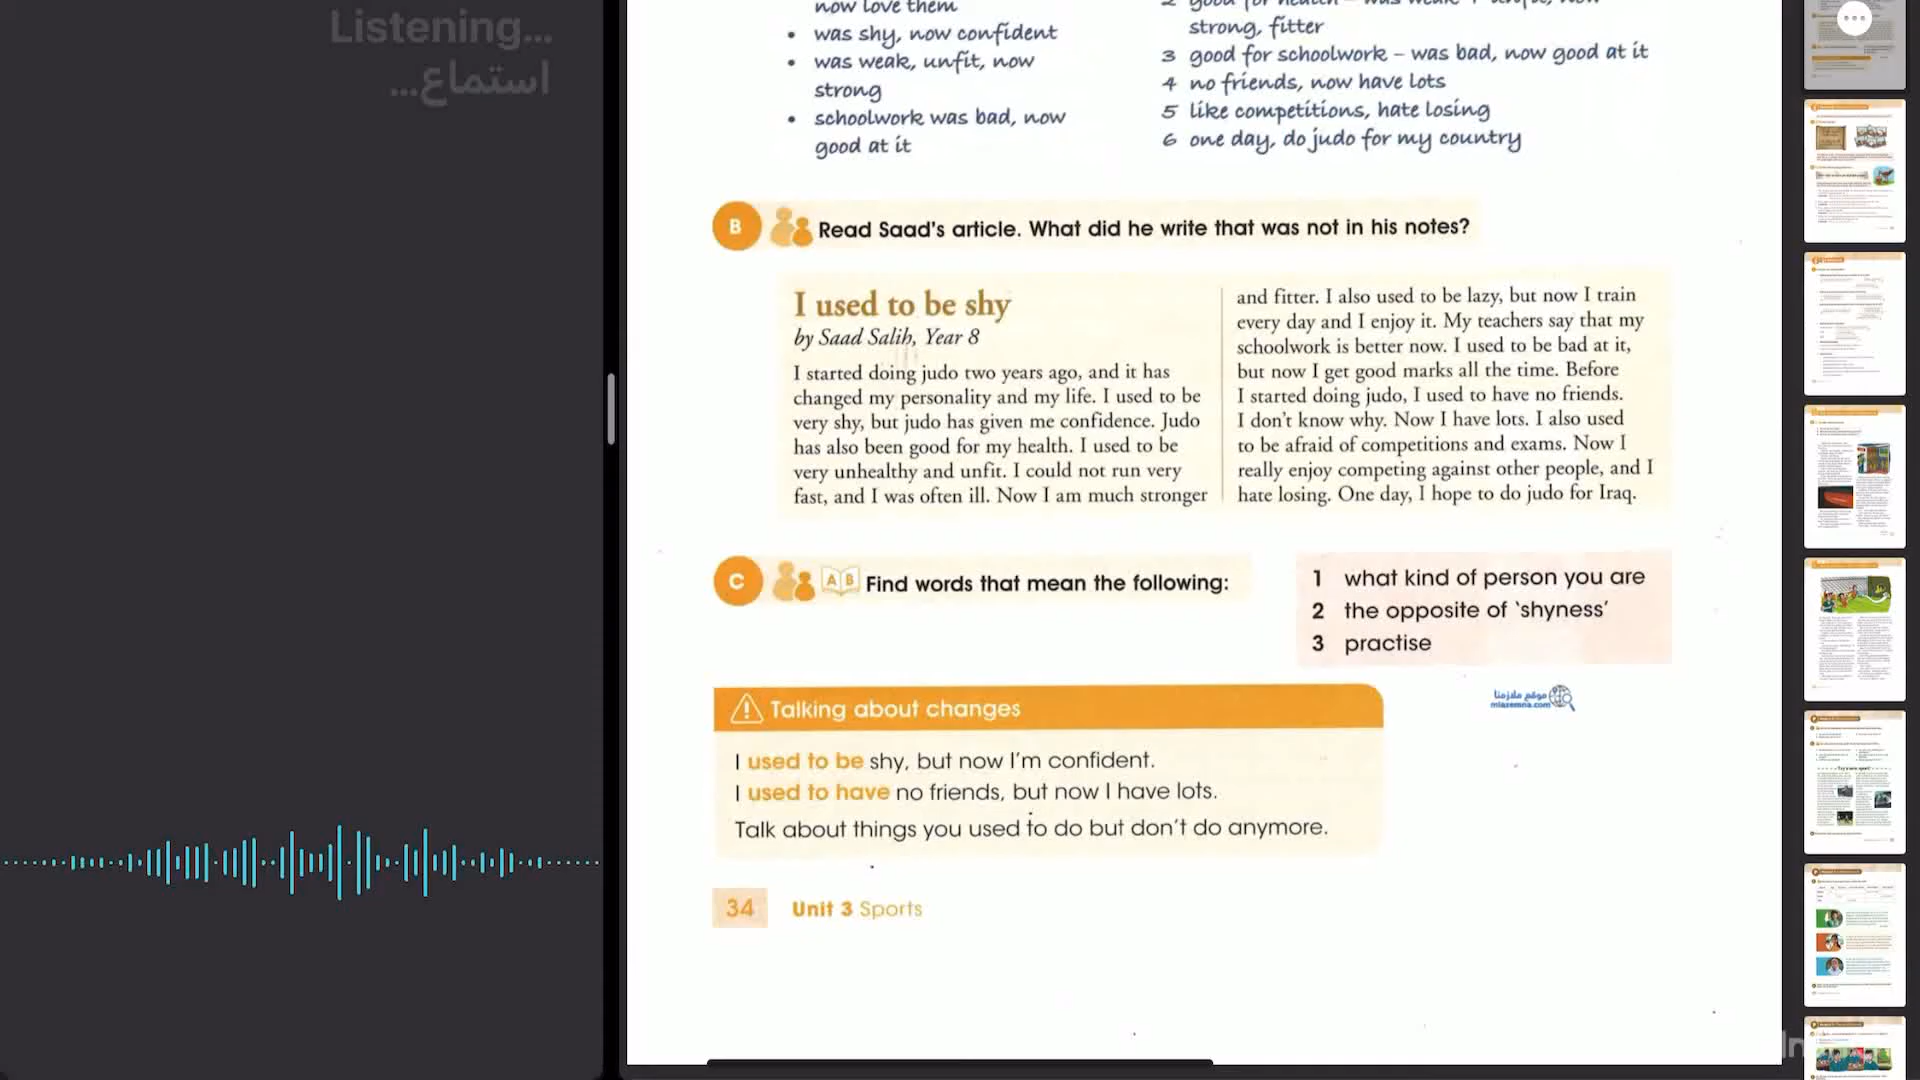 Listening...
استماع...
now love them
• was shy, now confident
• was weak, unfit, now
strong
• schoolwork was bad, now
good at it
strong, fitter
3 good for schoolwork – was bad, now good at it
4 no friends, now have lots
5 like competitions, hate losing
6 one day, do judo for my country
B Read Saad's article. What did he write that was not in his notes?
I used to be shy
by Saad Salih, Year 8
I started doing judo two years ago, and it has
changed my personality and my life. I used to be
very shy, but judo has given me confidence. Judo
has also been good for my health. I used to be
very unhealthy and unfit. I could not run very
fast, and I was often ill. Now I am much stronger
and fitter. I also used to be lazy, but now I train
every day and I enjoy it. My teachers say that my
schoolwork is better now. I used to be bad at it,
but now I get good marks all the time. Before
I started doing judo, I used to have no friends.
I don't know why. Now I have lots. I also used
to be afraid of competitions and exams. Now I
really enjoy competing against other people, and I
hate losing. One day, I hope to do judo for Iraq.
C A B Find words that mean the following:
1 what kind of person you are
2 the opposite of 'shyness'
3 practise
موقع ملازمنا
mlazemna.com
Talking about changes
I used to be shy, but now I'm confident.
I used to have no friends, but now I have lots.
Talk about things you used to do but don't do anymore.
34 Unit 3 Sports